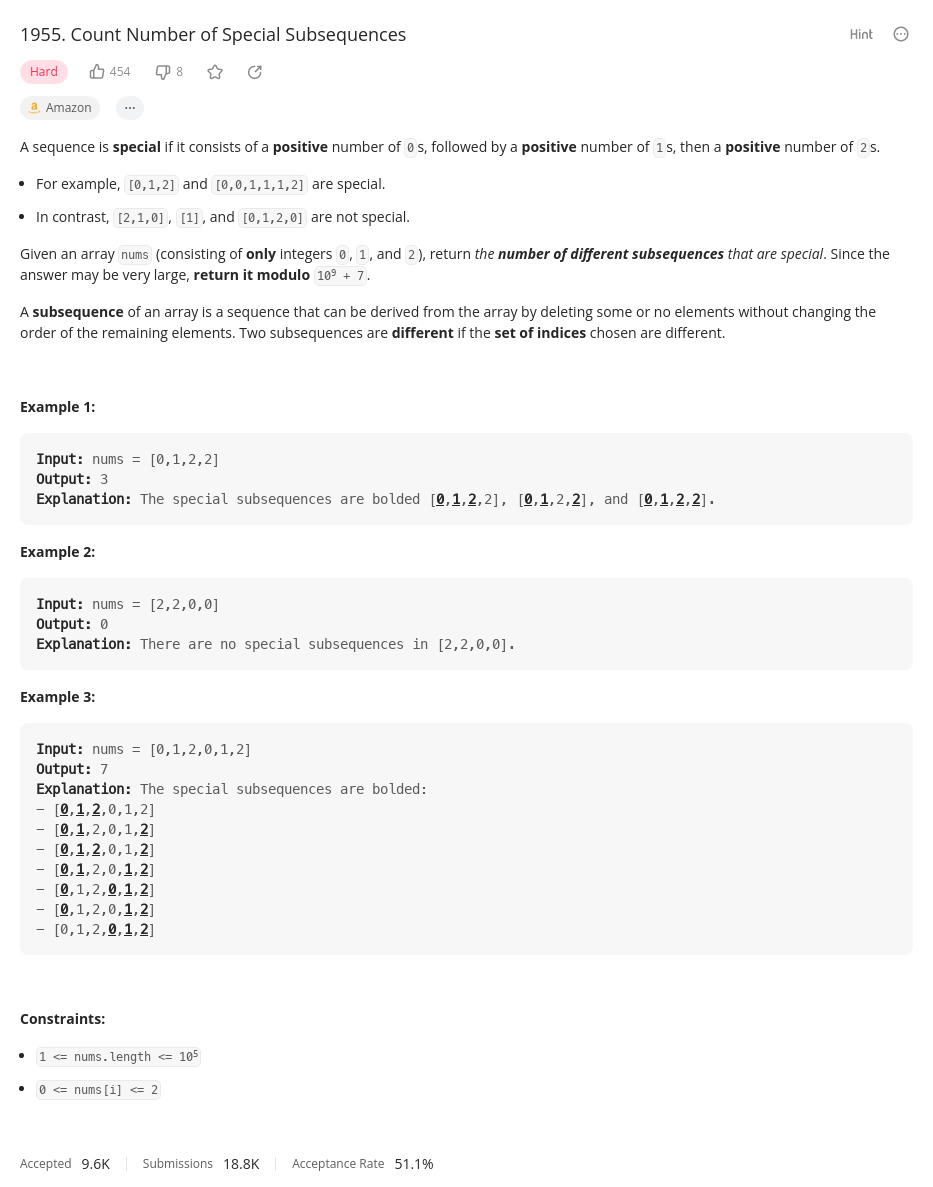 1955. Count Number of Special Subsequences
Hint
Hard 454 8
Amazon ...
A sequence is special if it consists of a positive number of 0s, followed by a positive number of 1s, then a positive number of 2s.
• For example, [0,1,2] and [0,0,1,1,1,2] are special.
• In contrast, [2,1,0], [1], and [0,1,2,0] are not special.
Given an array nums (consisting of only integers 0, 1, and 2), return the number of different subsequences that are special. Since the
answer may be very large, return it modulo 10⁹ + 7.
A subsequence of an array is a sequence that can be derived from the array by deleting some or no elements without changing the
order of the remaining elements. Two subsequences are different if the set of indices chosen are different.
Example 1:
Input: nums = [0,1,2,2]
Output: 3
Explanation: The special subsequences are bolded [0,1,2,2], [0,1,2,2], and [0,1,2,2].
Example 2:
Input: nums = [2,2,0,0]
Output: 0
Explanation: There are no special subsequences in [2,2,0,0].
Example 3:
Input: nums = [0,1,2,0,1,2]
Output: 7
Explanation: The special subsequences are bolded:
- [0,1,2,0,1,2]
- [0,1,2,0,1,2]
- [0,1,2,0,1,2]
- [0,1,2,0,1,2]
- [0,1,2,0,1,2]
- [0,1,2,0,1,2]
- [0,1,2,0,1,2]
Constraints:
• 1 <= nums.length <= 10⁵
• 0 <= nums[i] <= 2
Accepted 9.6K Submissions 18.8K Acceptance Rate 51.1%